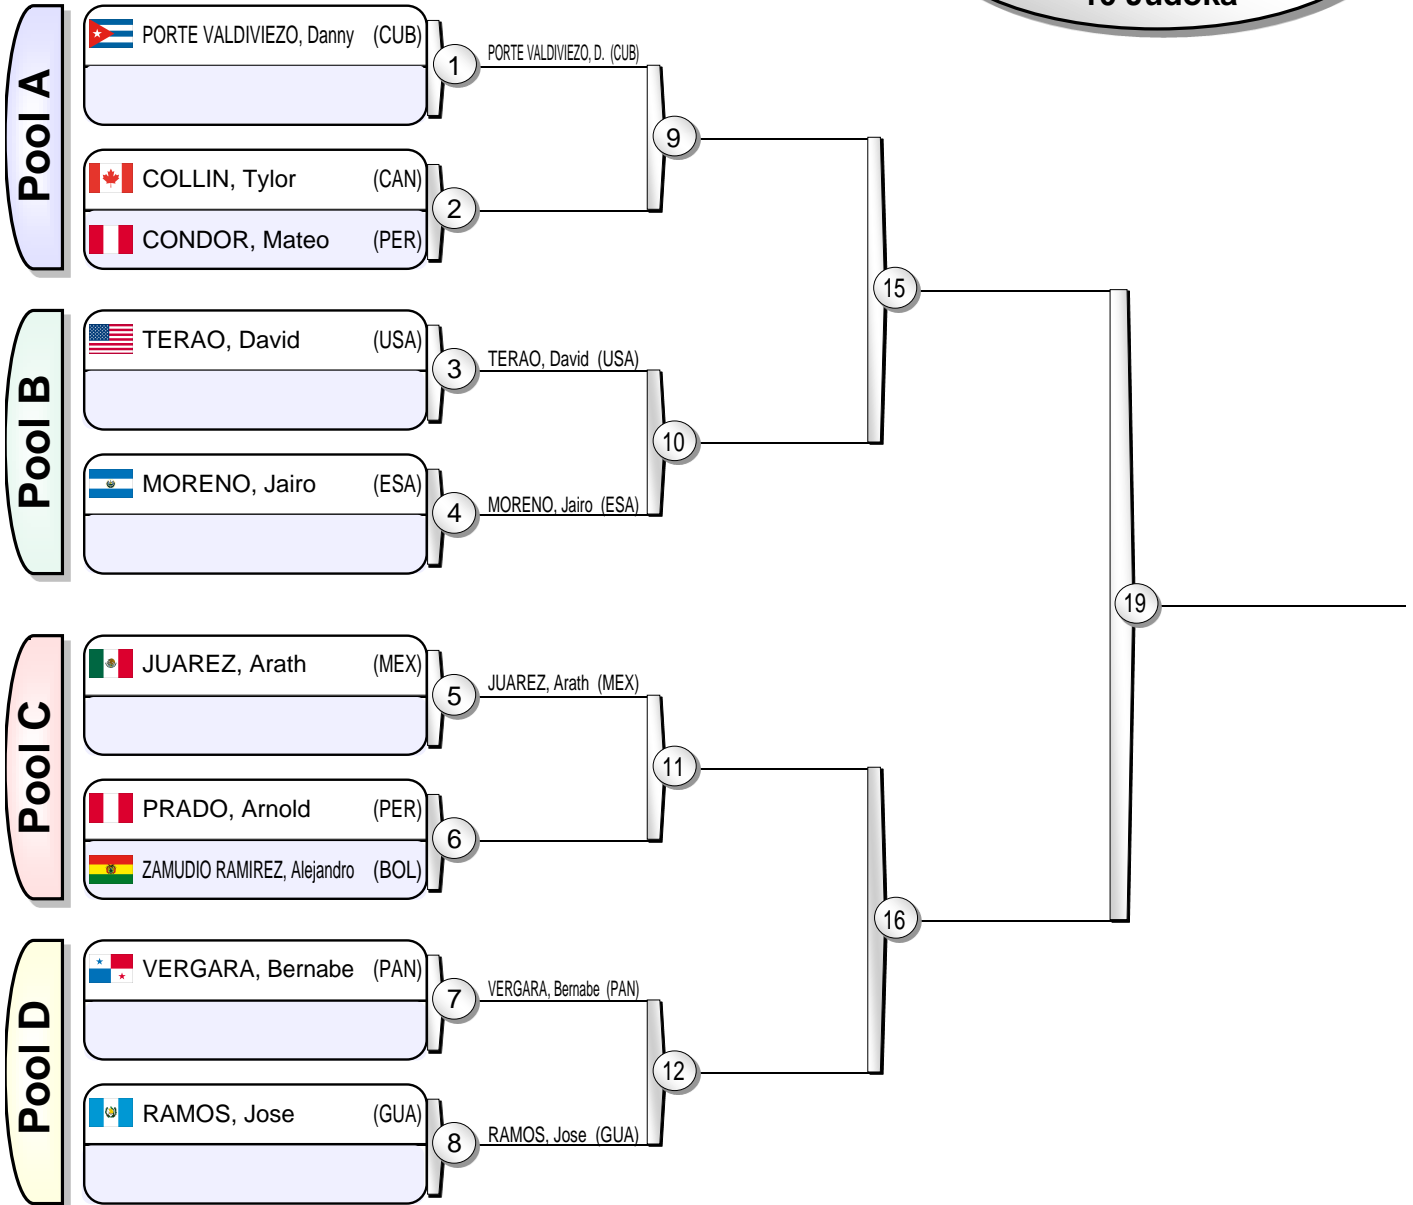 10 Judoka
Pool A
PORTE VALDIVIEZO, Danny (CUB)
1
PORTE VALDIVIEZO, D. (CUB)
9
COLLIN, Tylor (CAN)
2
CONDOR, Mateo (PER)
15
Pool B
TERAO, David (USA)
3
TERAO, David (USA)
10
MORENO, Jairo (ESA)
4
MORENO, Jairo (ESA)
19
Pool C
JUAREZ, Arath (MEX)
5
JUAREZ, Arath (MEX)
11
PRADO, Arnold (PER)
6
ZAMUDIO RAMIREZ, Alejandro (BOL)
16
Pool D
VERGARA, Bernabe (PAN)
7
VERGARA, Bernabe (PAN)
12
RAMOS, Jose (GUA)
8
RAMOS, Jose (GUA)